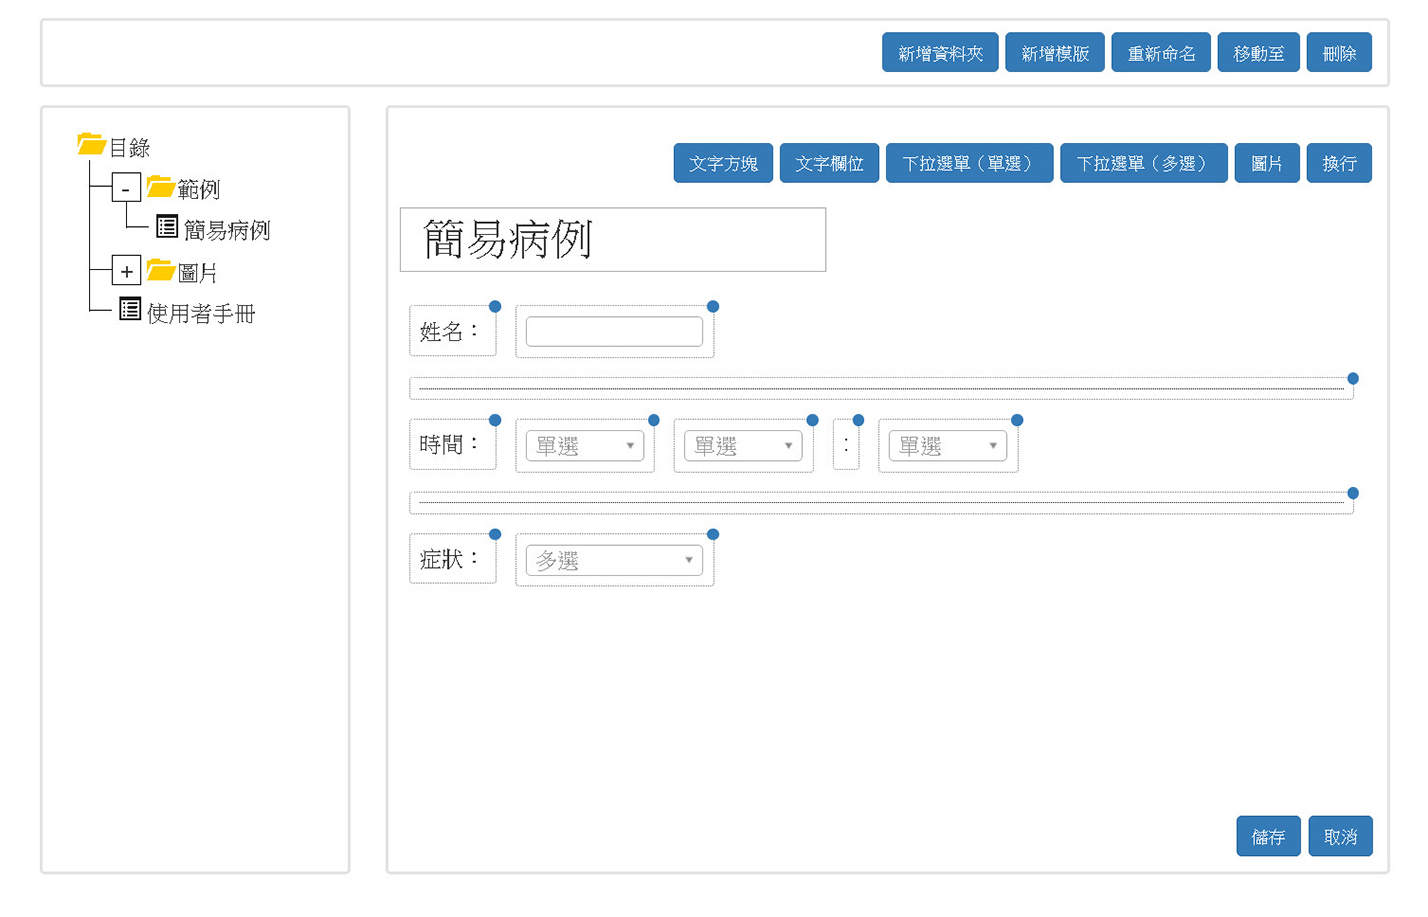 新增資料夾 新增模版 重新命名 移動至 刪除
目錄
- 範例
簡易病例
+ 圖片
使用者手冊
文字方塊 文字欄位 下拉選單（單選） 下拉選單（多選） 圖片 換行
簡易病例
姓名：
時間： 單選 單選 : 單選
症狀： 多選
儲存 取消